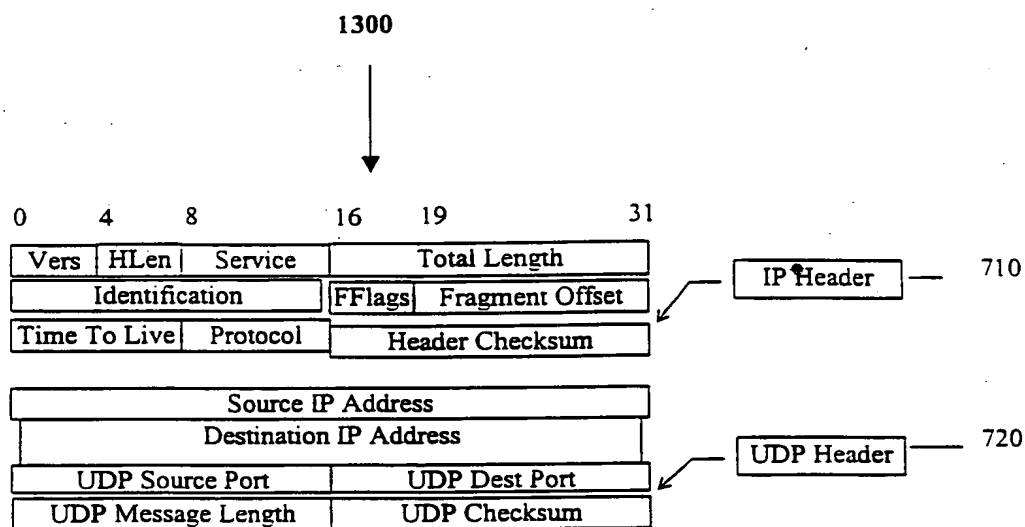 1300
0 4 8 16 19 31
Vers HLen Service Total Length
IP Header 710
Identification FFlags Fragment Offset
Time To Live Protocol Header Checksum
Source IP Address
Destination IP Address
UDP Header 720
UDP Source Port UDP Dest Port
UDP Message Length UDP Checksum